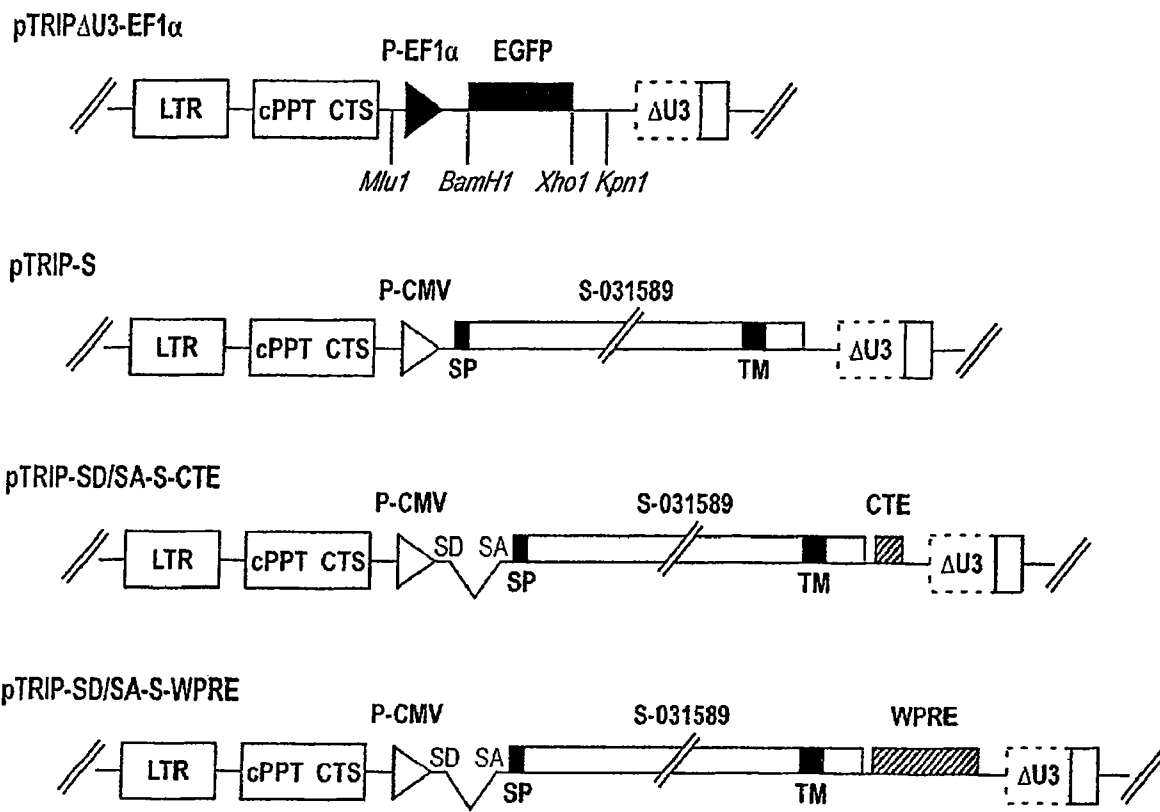 pTRIPΔU3-EF1α
P-EF1α EGFP
LTR cPPT CTS ΔU3
Mlu1 BamH1 Xho1 Kpn1
pTRIP-S
P-CMV S-031589
LTR cPPT CTS ΔU3
SP TM
pTRIP-SD/SA-S-CTE
P-CMV S-031589 CTE
SD SA
LTR cPPT CTS ΔU3
SP TM
pTRIP-SD/SA-S-WPRE
P-CMV S-031589 WPRE
SD SA
LTR cPPT CTS ΔU3
SP TM